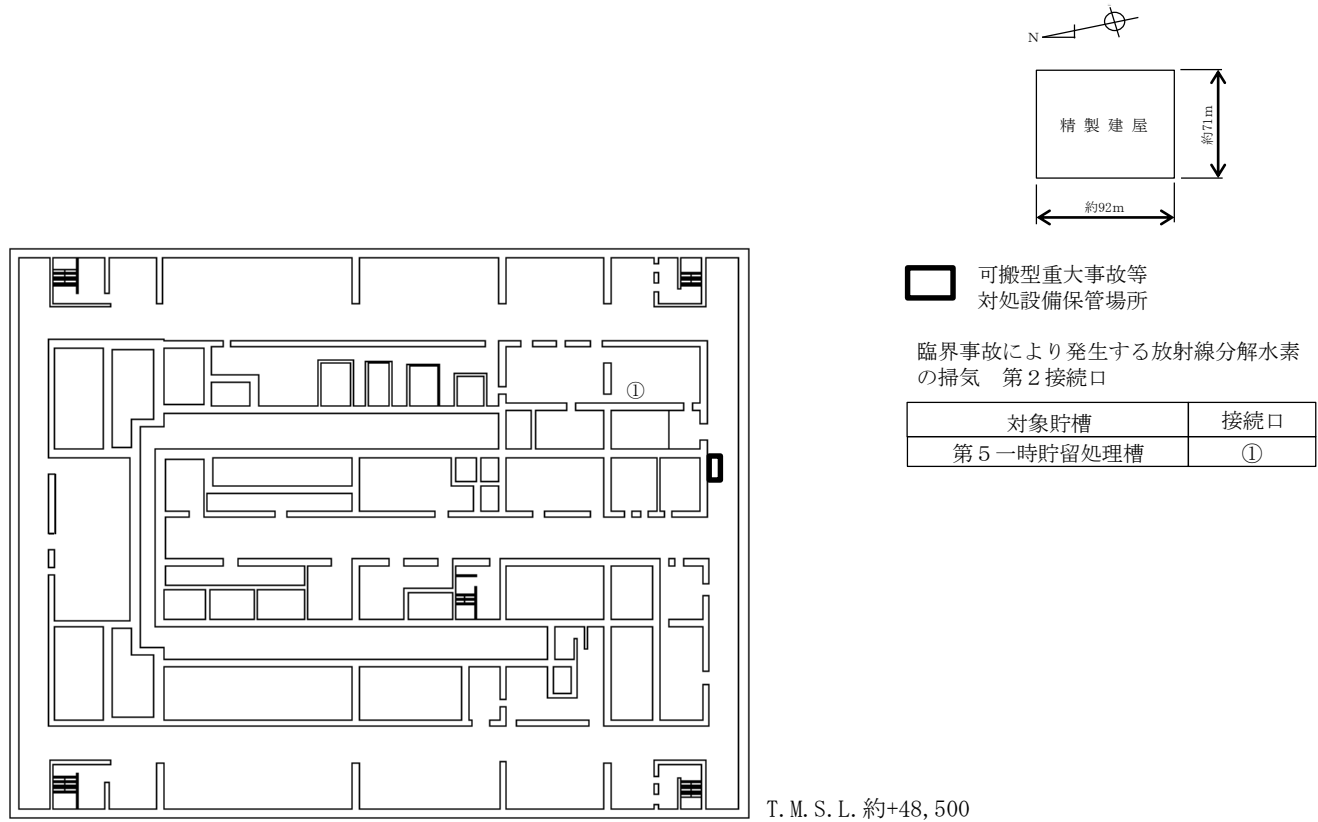 N
精製建屋
約71m
約92m
可搬型重大事故等
対処設備保管場所
臨界事故により発生する放射線分解水素
の掃気　第2接続口
対象貯槽 接続口
第5一時貯留処理槽 ①
①
T.M.S.L.約+48,500